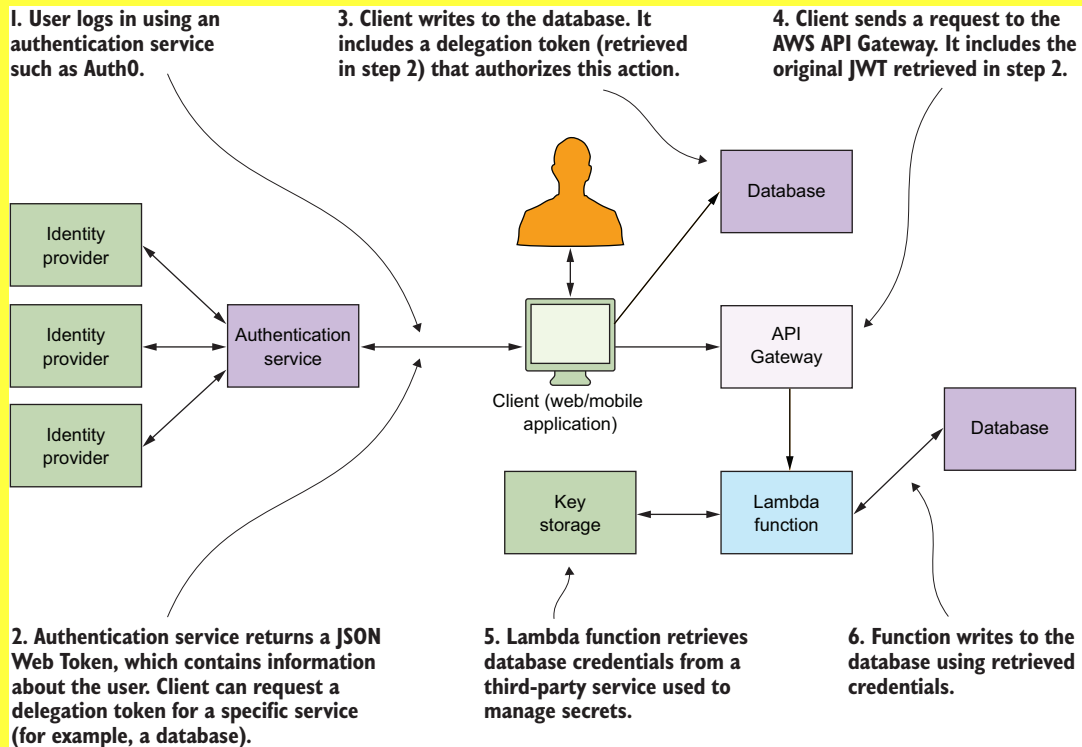 1. User logs in using an
authentication service
such as Auth0.
3. Client writes to the database. It
includes a delegation token (retrieved
in step 2) that authorizes this action.
4. Client sends a request to the
AWS API Gateway. It includes the
original JWT retrieved in step 2.
Database
Identity
provider
Identity
provider
Identity
provider
Authentication
service
Client (web/mobile
application)
API
Gateway
Database
Key
storage
Lambda
function
2. Authentication service returns a JSON
Web Token, which contains information
about the user. Client can request a
delegation token for a specific service
(for example, a database).
5. Lambda function retrieves
database credentials from a
third-party service used to
manage secrets.
6. Function writes to the
database using retrieved
credentials.